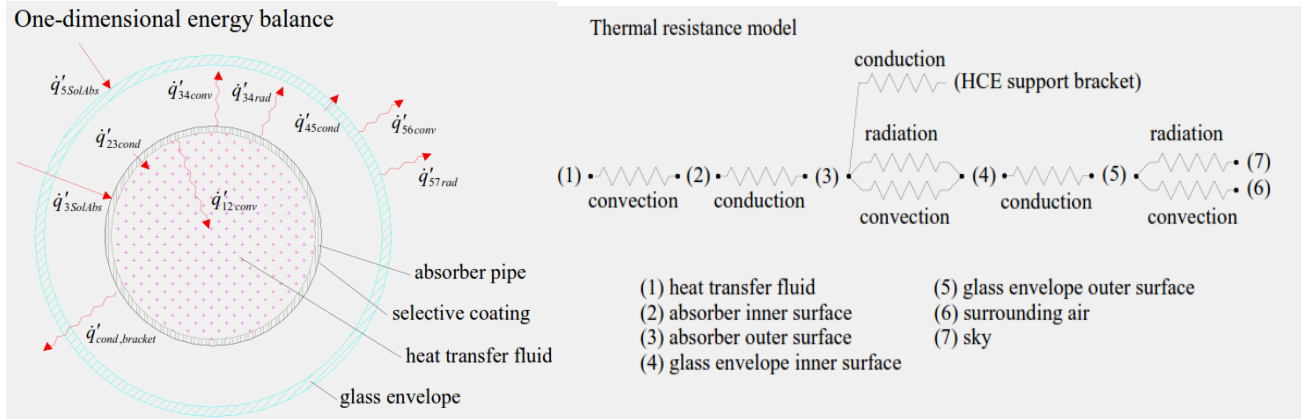 One-dimensional energy balance
q̇′5SolAbs
q̇′34conv
q̇′34rad
q̇′45cond
q̇′56conv
q̇′23cond
q̇′57rad
q̇′3SolAbs
q̇′12conv
absorber pipe
selective coating
q̇′cond,bracket
heat transfer fluid
glass envelope
Thermal resistance model
conduction
(HCE support bracket)
radiation
radiation
(1)
(2)
(3)
(4)
(5)
(7)
(6)
convection
conduction
convection
conduction
convection
(1) heat transfer fluid
(2) absorber inner surface
(3) absorber outer surface
(4) glass envelope inner surface
(5) glass envelope outer surface
(6) surrounding air
(7) sky